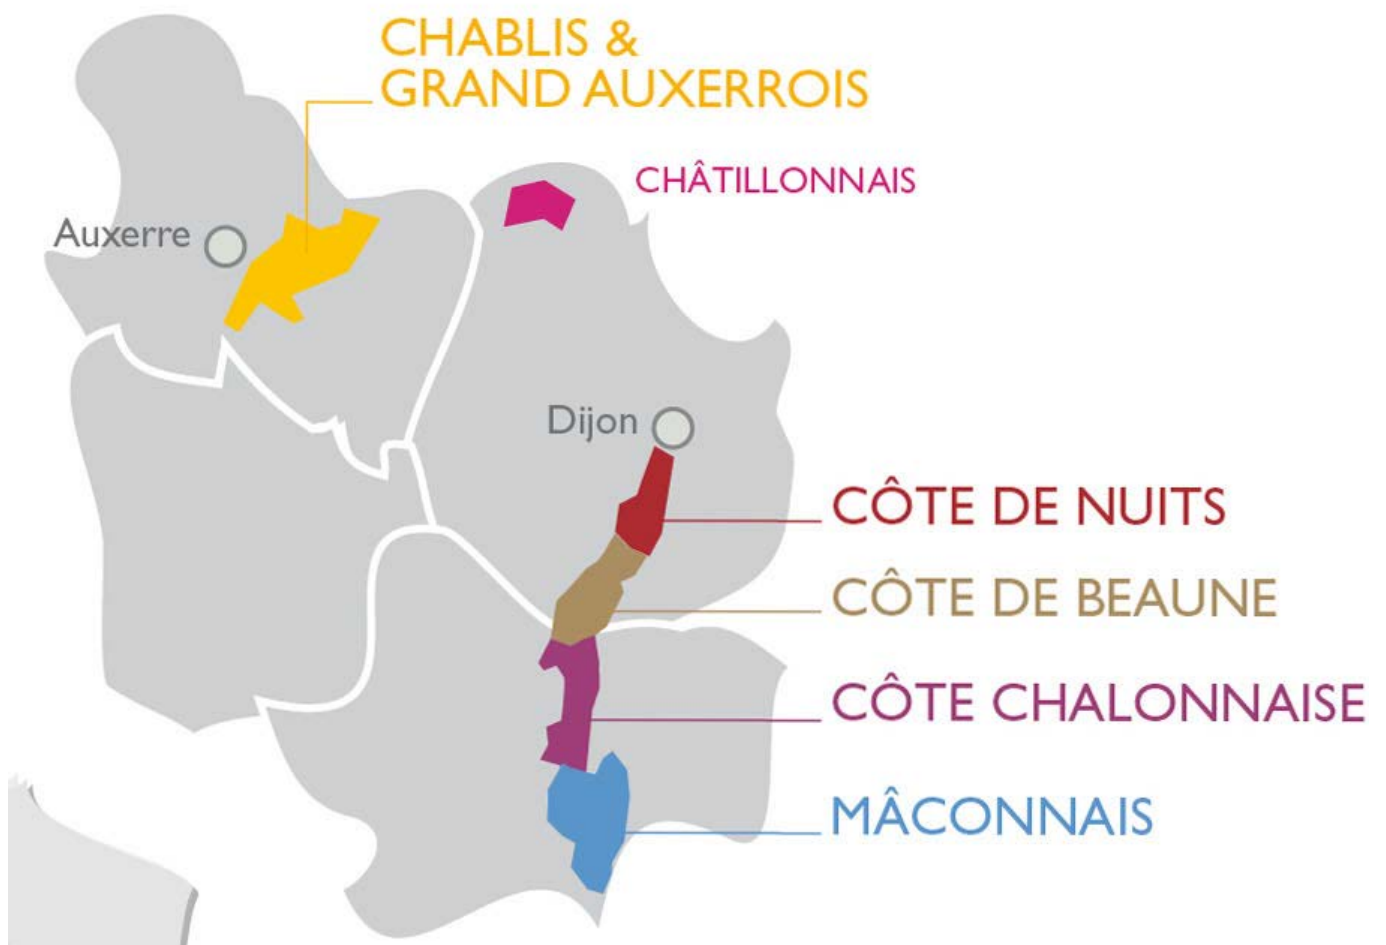 CHABLIS &
GRAND AUXERROIS
CHÂTILLONNAIS
Auxerre
Dijon
CÔTE DE NUITS
CÔTE DE BEAUNE
CÔTE CHALONNAISE
MÂCONNAIS